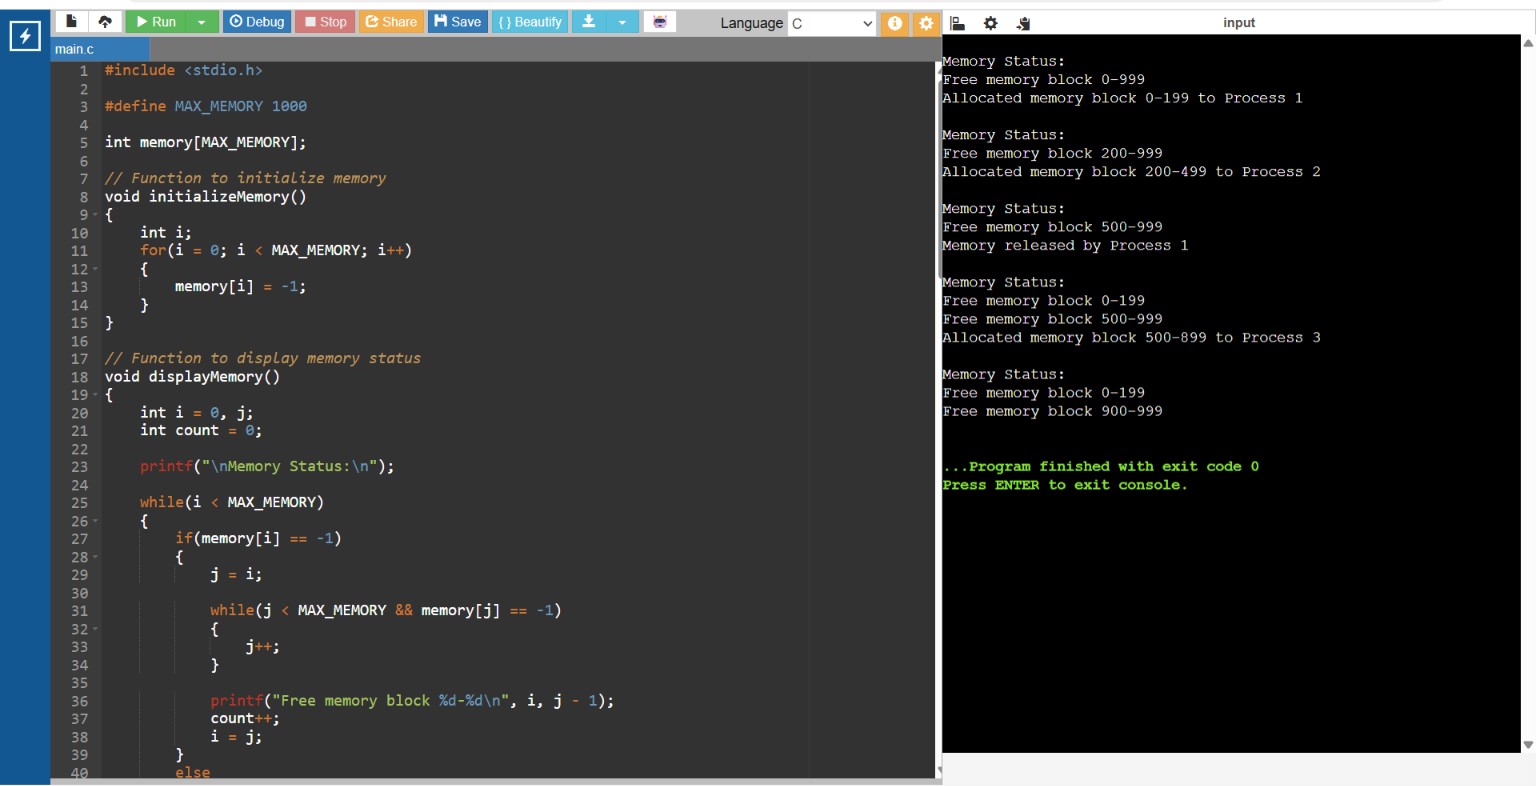 Run Debug Stop Share Save { } Beautify Language C input
main.c
1 #include <stdio.h>
2
3 #define MAX_MEMORY 1000
4
5 int memory[MAX_MEMORY];
6
7 // Function to initialize memory
8 void initializeMemory()
9 {
10 int i;
11 for(i = 0; i < MAX_MEMORY; i++)
12 {
13 memory[i] = -1;
14 }
15 }
16
17 // Function to display memory status
18 void displayMemory()
19 {
20 int i = 0, j;
21 int count = 0;
22
23 printf("\nMemory Status:\n");
24
25 while(i < MAX_MEMORY)
26 {
27 if(memory[i] == -1)
28 {
29 j = i;
30
31 while(j < MAX_MEMORY && memory[j] == -1)
32 {
33 j++;
34 }
35
36 printf("Free memory block %d-%d\n", i, j - 1);
37 count++;
38 i = j;
39 }
40 else
Memory Status:
Free memory block 0-999
Allocated memory block 0-199 to Process 1
Memory Status:
Free memory block 200-999
Allocated memory block 200-499 to Process 2
Memory Status:
Free memory block 500-999
Memory released by Process 1
Memory Status:
Free memory block 0-199
Free memory block 500-999
Allocated memory block 500-899 to Process 3
Memory Status:
Free memory block 0-199
Free memory block 900-999
...Program finished with exit code 0
Press ENTER to exit console.